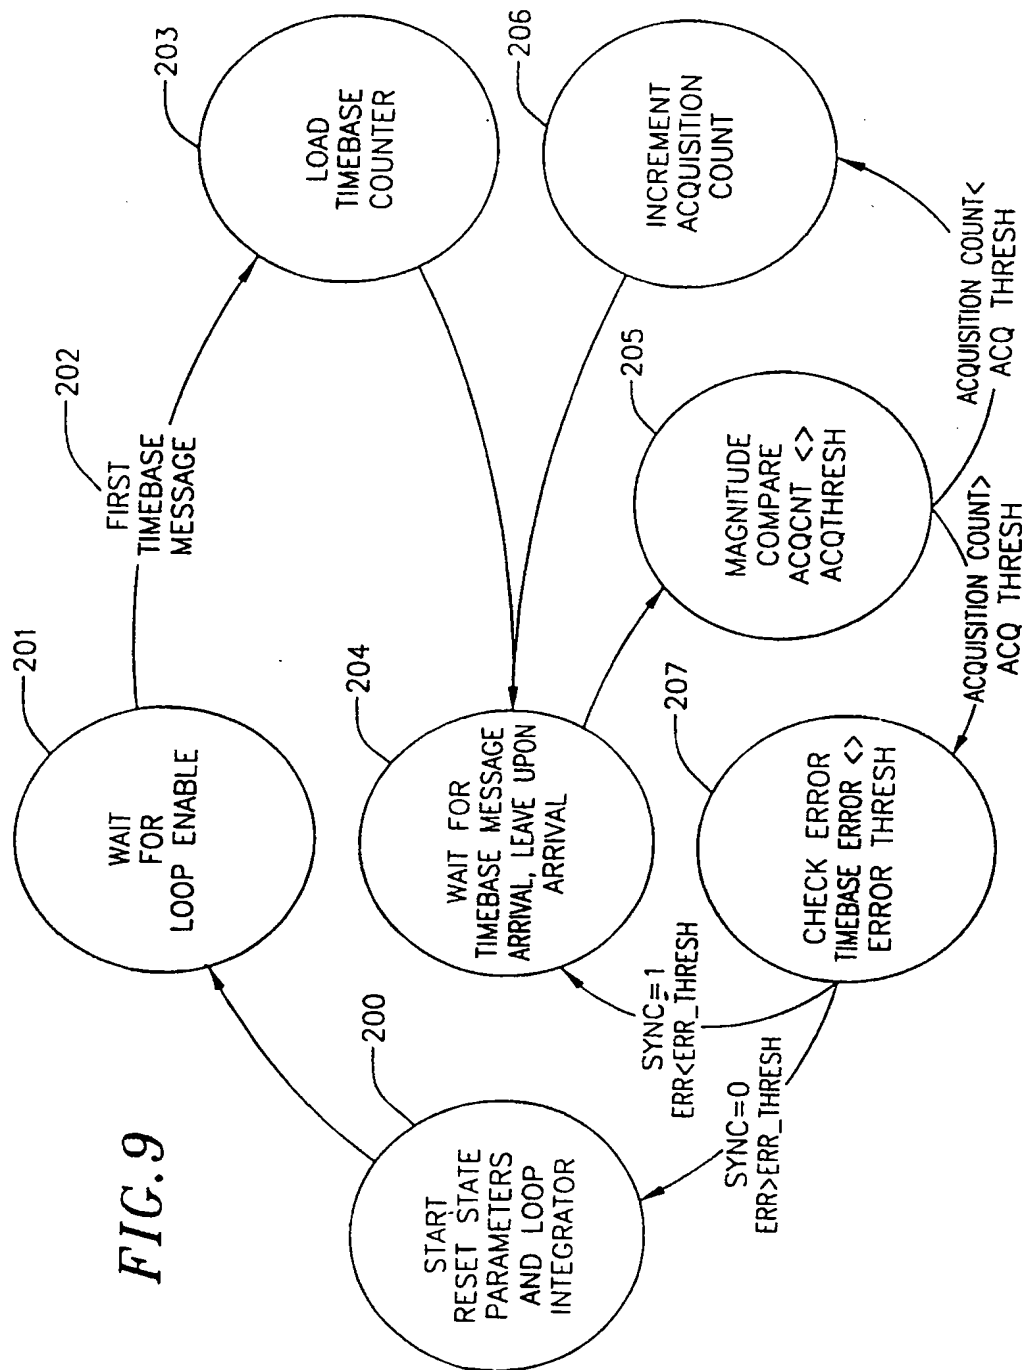 FIG.9
200
START
RESET STATE
PARAMETERS
AND LOOP
INTEGRATOR
201
WAIT
FOR
LOOP ENABLE
202
FIRST
TIMEBASE
MESSAGE
203
LOAD
TIMEBASE
COUNTER
204
WAIT FOR
TIMEBASE MESSAGE
ARRIVAL, LEAVE UPON
ARRIVAL
205
MAGNITUDE
COMPARE
ACQCNT <>
ACQTHRESH
206
INCREMENT
ACQUISITION
COUNT
ACQUISITION COUNT<
ACQ THRESH
ACQUISITION COUNT>
ACQ THRESH
207
CHECK ERROR
TIMEBASE ERROR <>
ERROR THRESH
SYNC=1
ERR<ERR_THRESH
SYNC=0
ERR>ERR_THRESH